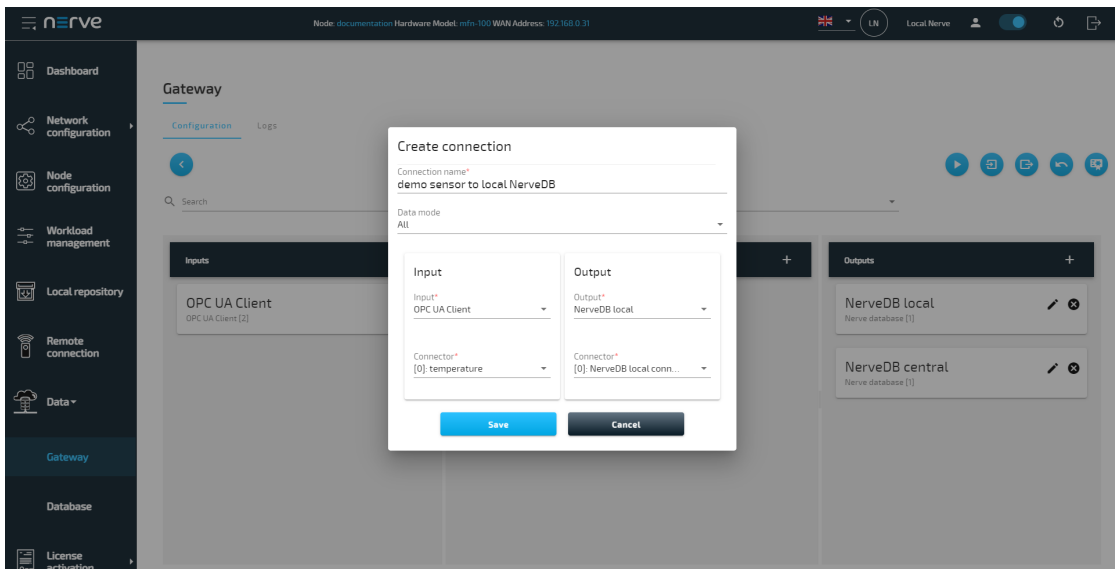 nerve
Node: documentation Hardware Model: mfn-100 WAN Address: 192.168.0.31
LN
Local Nerve
Dashboard
Network
configuration
Node
configuration
Workload
management
Local repository
Remote
connection
Data
Gateway
Database
License
activation
Gateway
Configuration
Logs
Search
Inputs
OPC UA Client
OPC UA Client [2]
+
Outputs
+
NerveDB local
Nerve database [1]
NerveDB central
Nerve database [1]
Create connection
Connection name*
demo sensor to local NerveDB
Data mode
All
Input
Input*
OPC UA Client
Connector*
[0]: temperature
Output
Output*
NerveDB local
Connector*
[0]: NerveDB local conn...
Save
Cancel